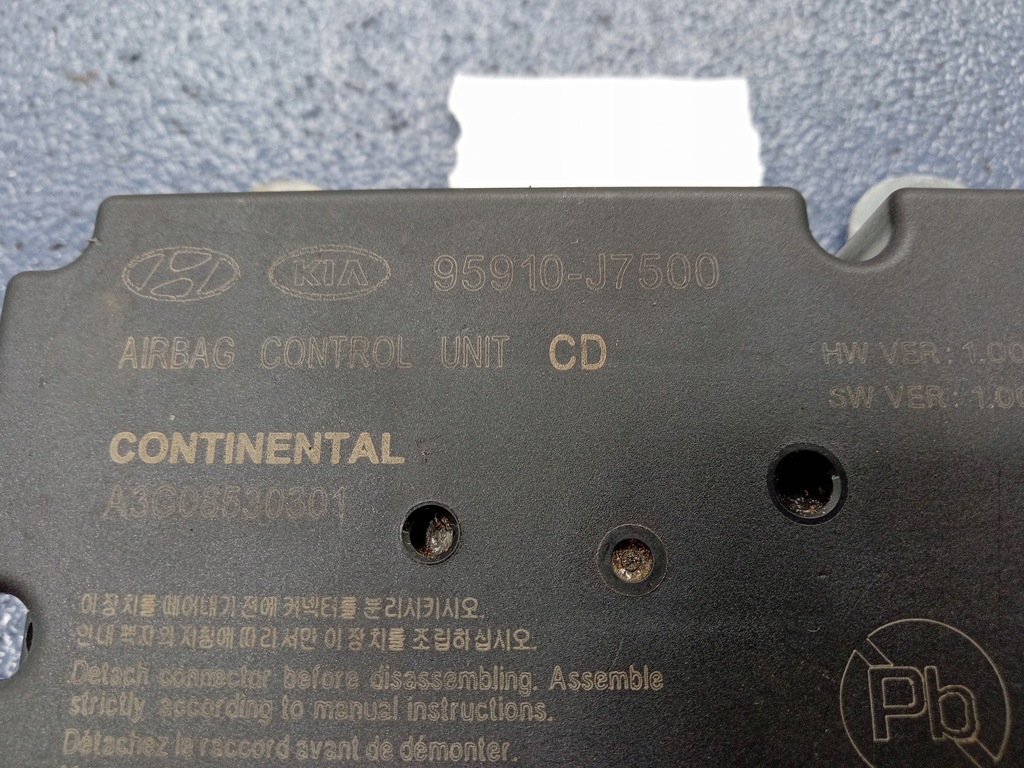 KIA 95910-J7500
AIRBAG CONTROL UNIT CD
HW VER: 1.00
SW VER: 1.00
CONTINENTAL
A3C08530301
이 장치를 떼어내기 전에 커넥터를 분리시키시오.
안내 책자의 지침에 따라서만 이 장치를 조립하십시오.
Detach connector before disassembling. Assemble
strictly according to manual instructions.
Détachez le raccord avant de démonter.
Pb